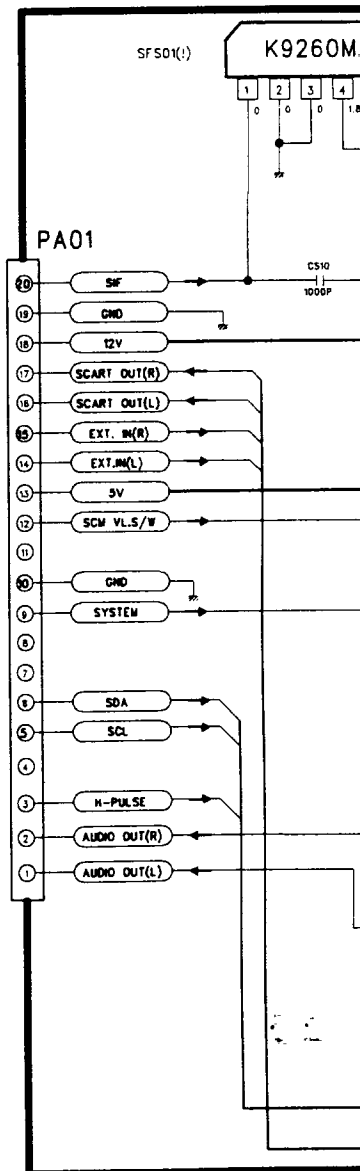 SFS01(!)
K9260M
1 2 3 4
0 0 0 1.8
PA01
CS10
1000P
20 SIF
19 GND
18 12V
17 SCART OUT(R)
16 SCART OUT(L)
15 EXT. IN(R)
14 EXT.IN(L)
13 5V
12 SCM VL.S/W
11
10 GND
9 SYSTEM
8
7
6 SDA
5 SCL
4
3 H-PULSE
2 AUDIO OUT(R)
1 AUDIO OUT(L)